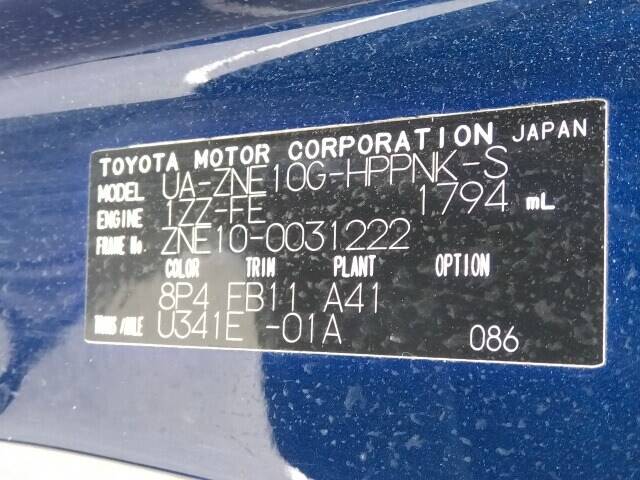 TOYOTA MOTOR CORPORATION JAPAN
MODEL UA-ZNE10G-HPPNK-S
ENGINE 1ZZ-FE 1794 mL
FRAME No. ZNE10-0031222
COLOR TRIM PLANT OPTION
8P4 FB11 A41
TRANS/AXLE U341E -01A 086